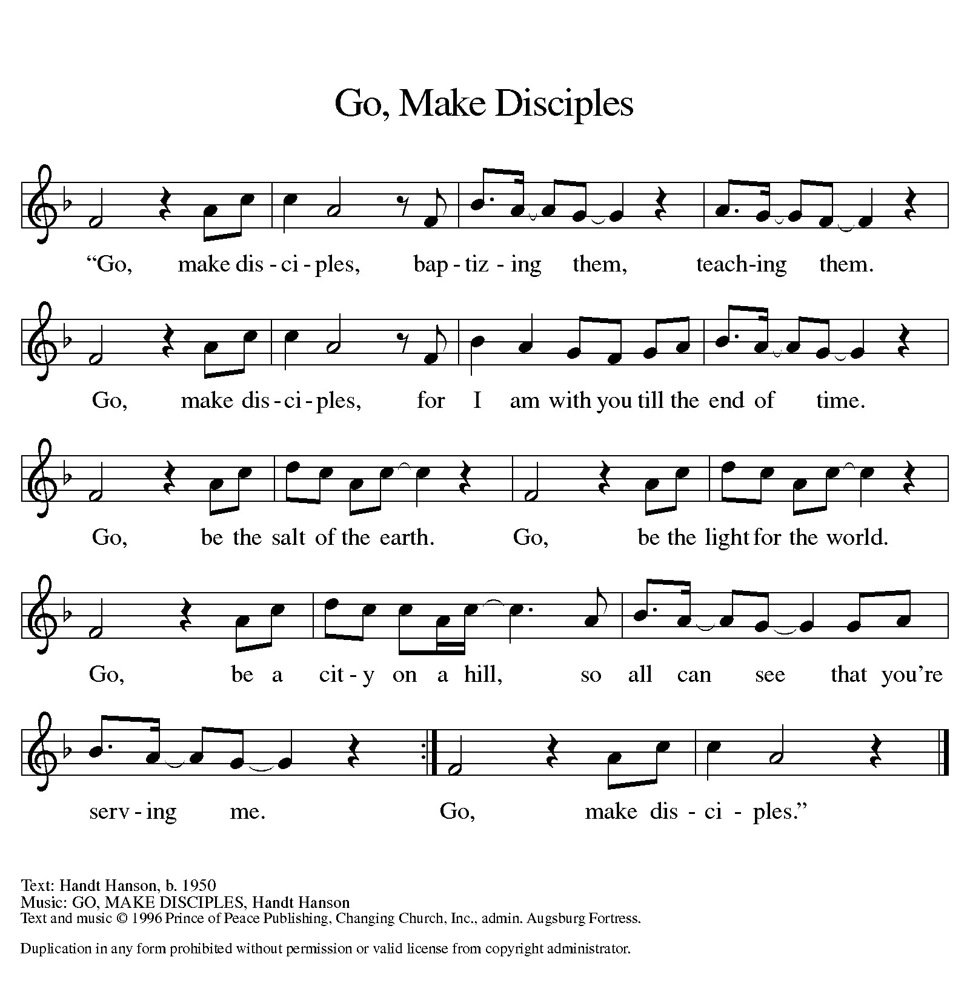 Go, Make Disciples
“Go, make dis - ci - ples, bap - tiz - ing them, teach-ing them.
Go, make dis - ci - ples, for I am with you till the end of time.
Go, be the salt of the earth. Go, be the light for the world.
Go, be a cit - y on a hill, so all can see that you’re
serv - ing me. Go, make dis - ci - ples.”
Text: Handt Hanson, b. 1950
Music: GO, MAKE DISCIPLES, Handt Hanson
Text and music © 1996 Prince of Peace Publishing, Changing Church, Inc., admin. Augsburg Fortress.
Duplication in any form prohibited without permission or valid license from copyright administrator.